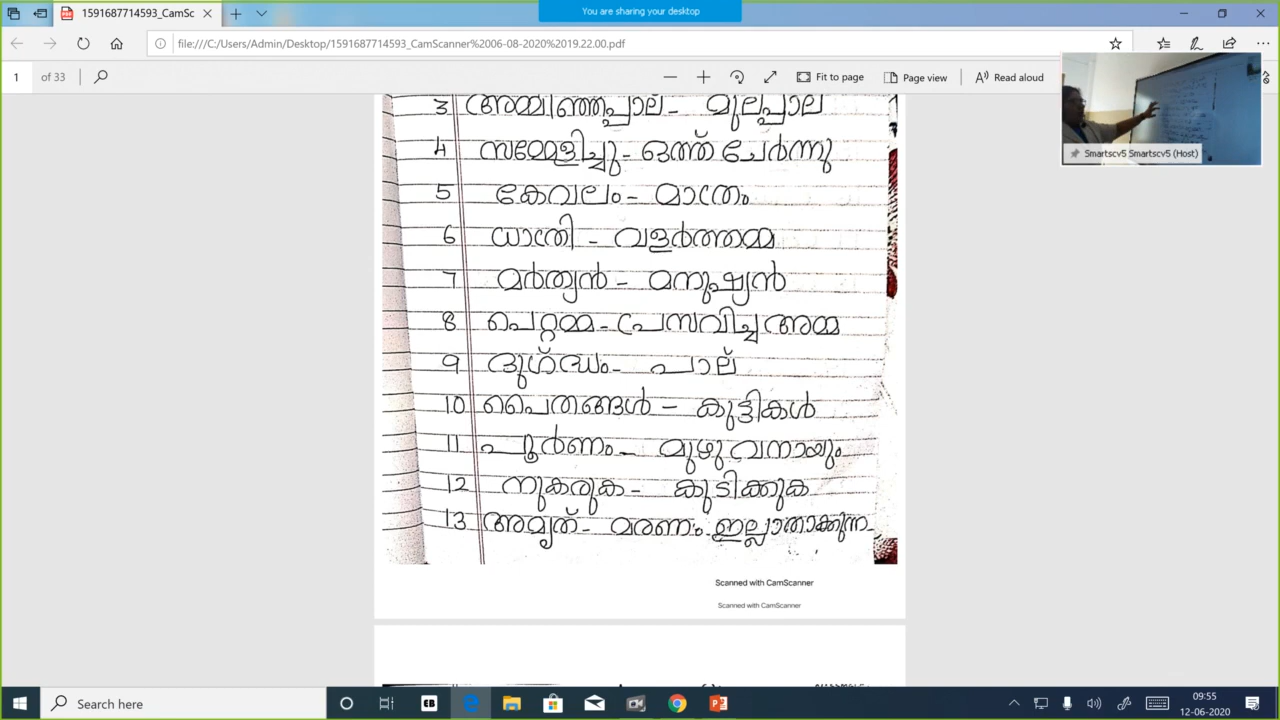 You are sharing your desktop
1591687714593_CamSc
file:///C:/Users/Admin/Desktop/1591687714593_CamScanner%2006-08-2020%2019.22.00.pdf
1 of 33 Fit to page Page view Read aloud
3 അമ്മിഞ്ഞപ്പാല് - മുലപ്പാല
4 സമ്മേളിച്ചു - ഒത്ത് ചേർന്നു
5 കേവലം - മാത്രം
6 ധാത്രി - വളർത്തമ്മ
7 മർത്യൻ - മനുഷ്യൻ
8 പെറ്റമ്മ - പ്രസവിച്ച അമ്മ
9 ദുഗ്ദ്ധം - പാല്
10 പൈതങ്ങൾ - കുട്ടികൾ
11 പൂർണം - മുഴുവനായും
12 നുകരുക - കുടിക്കുക
13 അമൃത് - മരണം ഇല്ലാതാക്കുന്ന
Scanned with CamScanner
Scanned with CamScanner
Smartscv5 Smartscv5 (Host)
Search here
09:55
12-06-2020